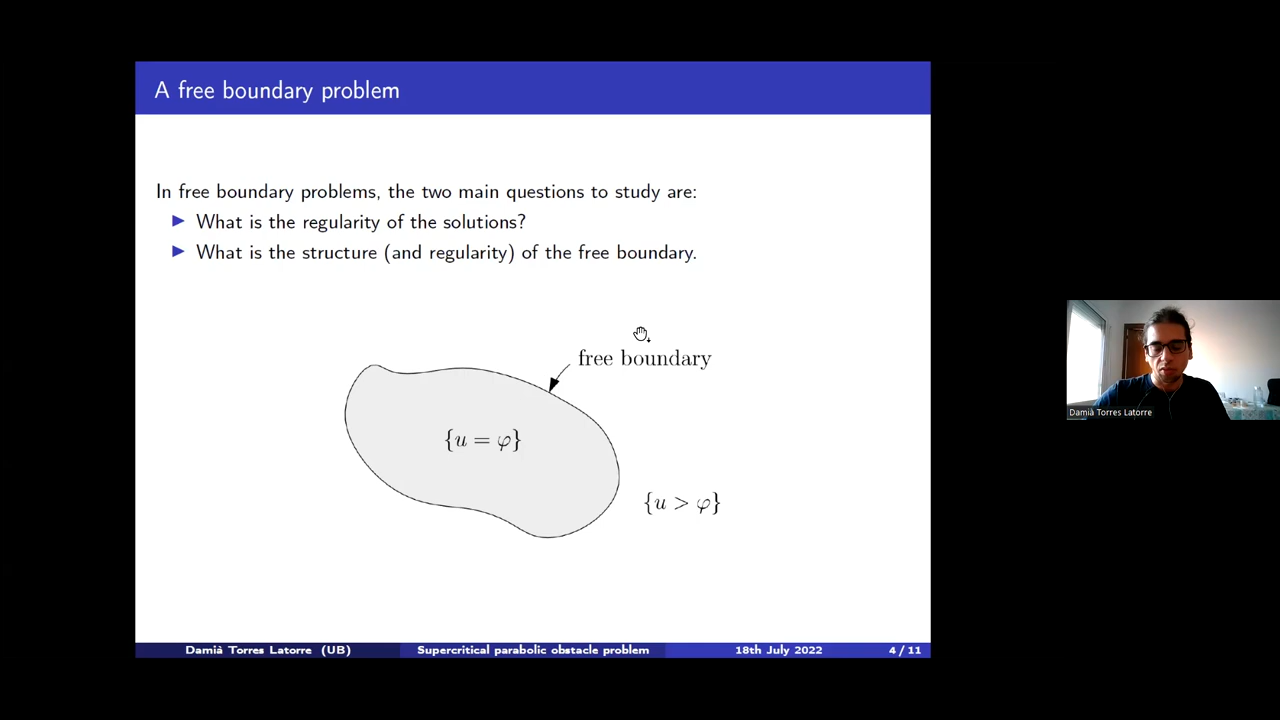 A free boundary problem
In free boundary problems, the two main questions to study are:
▶ What is the regularity of the solutions?
▶ What is the structure (and regularity) of the free boundary.
free boundary
{u = φ}
{u > φ}
Damià Torres Latorre (UB) Supercritical parabolic obstacle problem 18th July 2022 4 / 11
Damià Torres Latorre